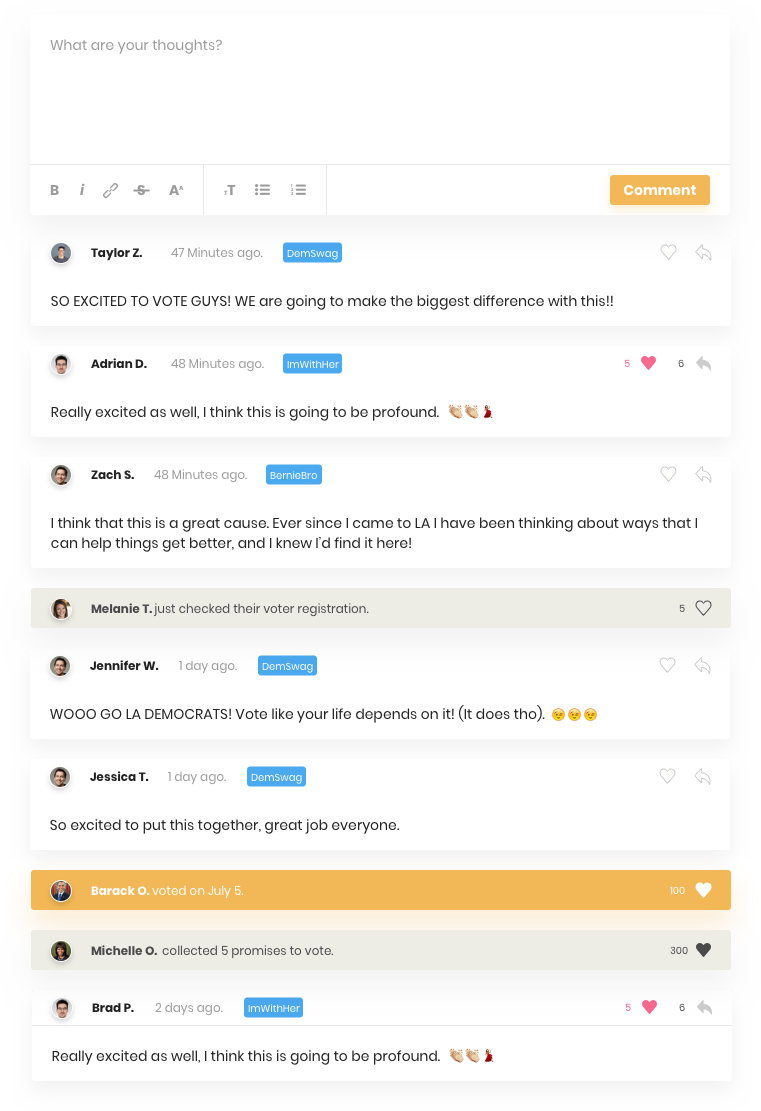 What are your thoughts?
B i S AA TT Comment
Taylor Z. 47 Minutes ago. DemSwag
SO EXCITED TO VOTE GUYS! WE are going to make the biggest difference with this!!
Adrian D. 48 Minutes ago. ImWithHer 5 6
Really excited as well, I think this is going to be profound. 👏🏼👏🏼💃
Zach S. 48 Minutes ago. BernieBro
I think that this is a great cause. Ever since I came to LA I have been thinking about ways that I
can help things get better, and I knew I'd find it here!
Melanie T. just checked their voter registration. 5
Jennifer W. 1 day ago. DemSwag
WOOO GO LA DEMOCRATS! Vote like your life depends on it! (It does tho). 😏😏😏
Jessica T. 1 day ago. DemSwag
So excited to put this together, great job everyone.
Barack O. voted on July 5. 100
Michelle O. collected 5 promises to vote. 300
Brad P. 2 days ago. ImWithHer 5 6
Really excited as well, I think this is going to be profound. 👏🏼👏🏼💃